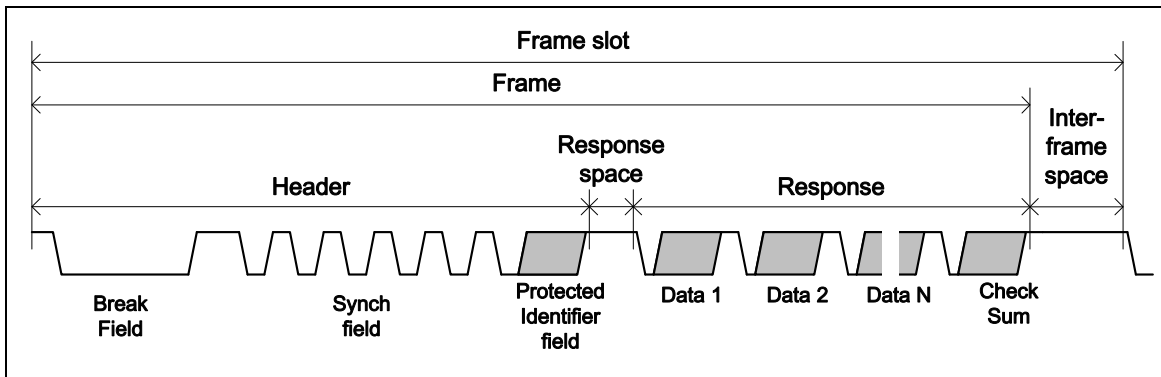 Frame slot
Frame
Inter-
frame
space
Response
space
Header
Response
Break
Field
Synch
field
Protected
Identifier
field
Data 1
Data 2
Data N
Check
Sum